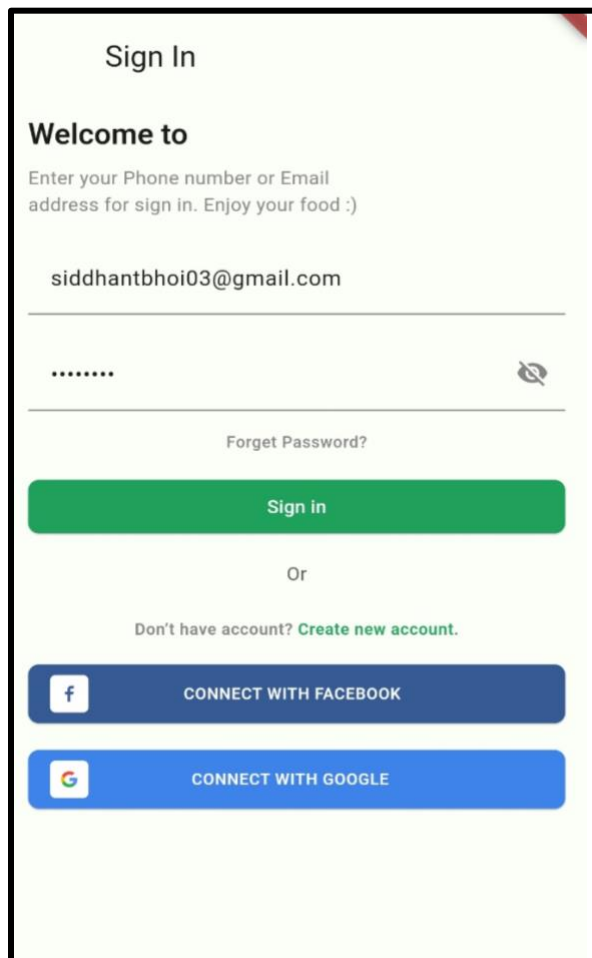 Sign In
Welcome to
Enter your Phone number or Email
address for sign in. Enjoy your food :)
siddhantbhoi03@gmail.com
••••••••
Forget Password?
Sign in
Or
Don't have account? Create new account.
f CONNECT WITH FACEBOOK
G CONNECT WITH GOOGLE